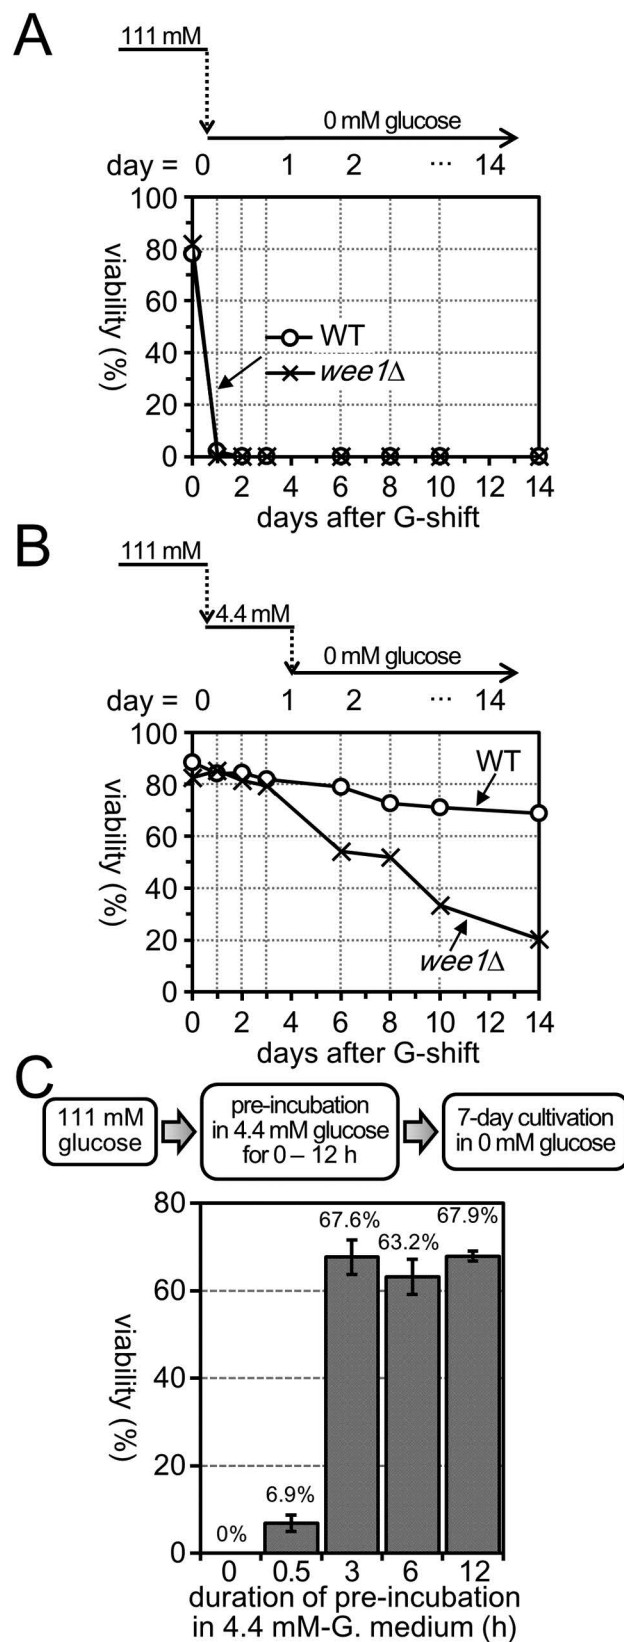 A
111 mM
0 mM glucose
day = 0 1 2 ··· 14
100
80
60
40
20
0
viability (%)
WT
wee1Δ
0 2 4 6 8 10 12 14
days after G-shift
B
111 mM
4.4 mM
0 mM glucose
day = 0 1 2 ··· 14
100
80
60
40
20
0
viability (%)
WT
wee1Δ
0 2 4 6 8 10 12 14
days after G-shift
C
111 mM
glucose
pre-incubation
in 4.4 mM glucose
for 0 – 12 h
7-day cultivation
in 0 mM glucose
80
60
40
20
0
viability (%)
0%
6.9%
67.6%
63.2%
67.9%
0 0.5 3 6 12
duration of pre-incubation
in 4.4 mM-G. medium (h)